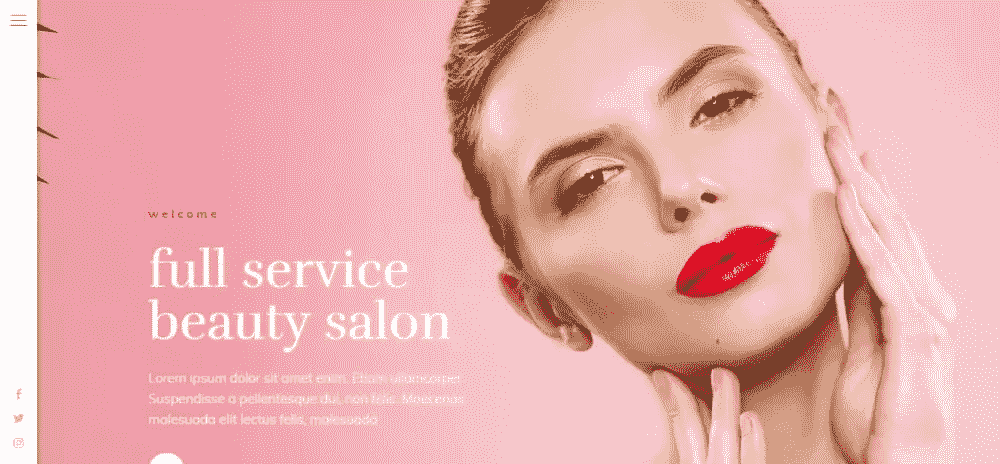 welcome
full service
beauty salon
Lorem ipsum dolor sit amet enim. Etiam ullamcorper.
Suspendisse a pellentesque dui, non felis. Maecenas
malesuada elit lectus felis, malesuada